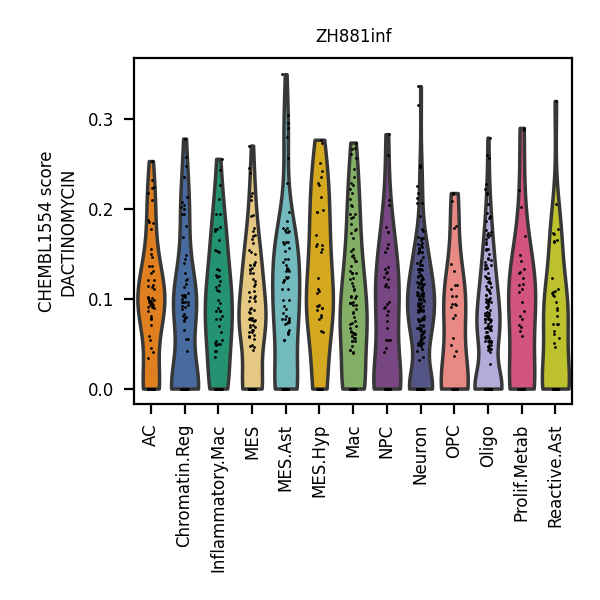 ZH881inf
CHEMBL1554 score
DACTINOMYCIN
0.3
0.2
0.1
0.0
AC
Chromatin.Reg
Inflammatory.Mac
MES
MES.Ast
MES.Hyp
Mac
NPC
Neuron
OPC
Oligo
Prolif.Metab
Reactive.Ast